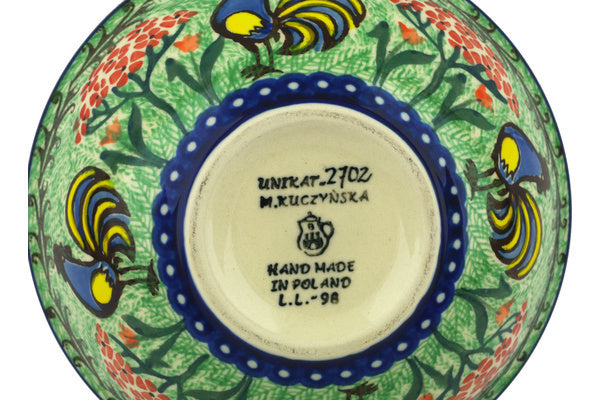 UNIKAT-2702
M.KUCZYŃSKA
B
HAND MADE
IN POLAND
L.L.-98